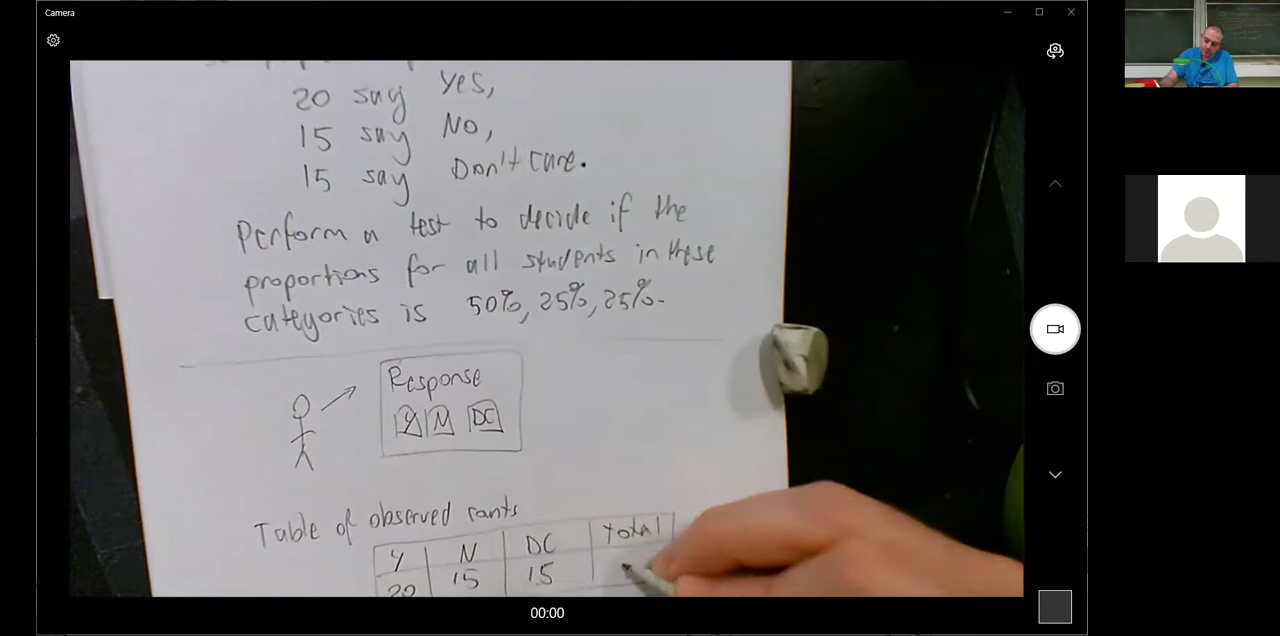 Camera
20 say Yes,
15 say No,
15 say Don't care.
Perform a test to decide if the
proportions for all students in these
categories is 50%, 25%, 25%.
Response
Y N DC
Table of observed counts
Y N DC Total
20 15 15
00:00